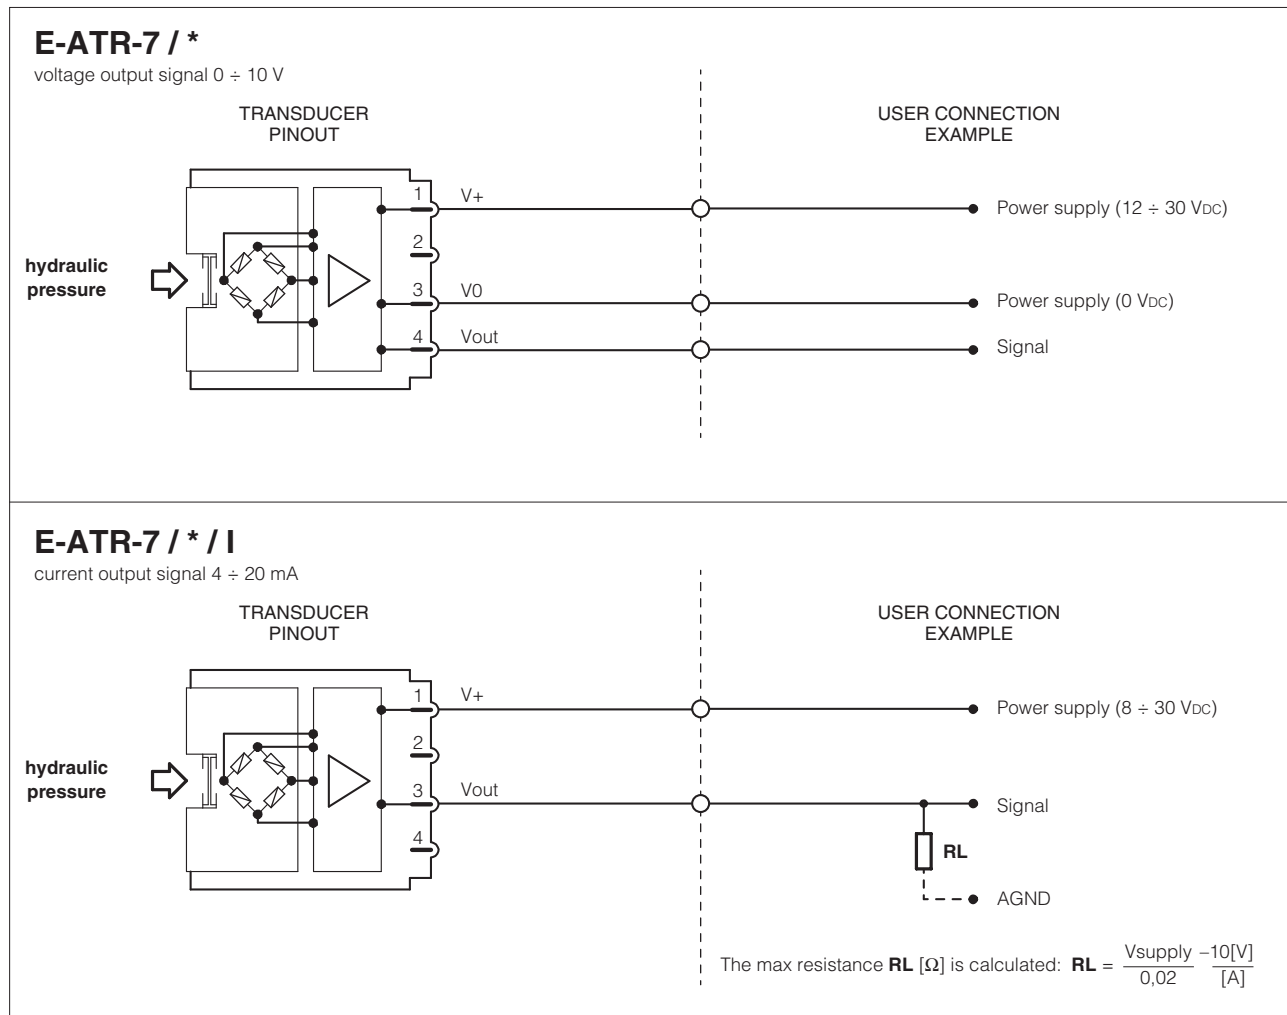 E-ATR-7 / *
voltage output signal 0 ÷ 10 V
TRANSDUCER
PINOUT
USER CONNECTION
EXAMPLE
hydraulic
pressure
1
V+
Power supply (12 ÷ 30 VDC)
2
3
V0
Power supply (0 VDC)
4
Vout
Signal
E-ATR-7 / * / I
current output signal 4 ÷ 20 mA
TRANSDUCER
PINOUT
USER CONNECTION
EXAMPLE
hydraulic
pressure
1
V+
Power supply (8 ÷ 30 VDC)
2
3
Vout
Signal
4
RL
AGND
The max resistance RL [Ω] is calculated: RL = Vsupply –10[V]
0,02 [A]